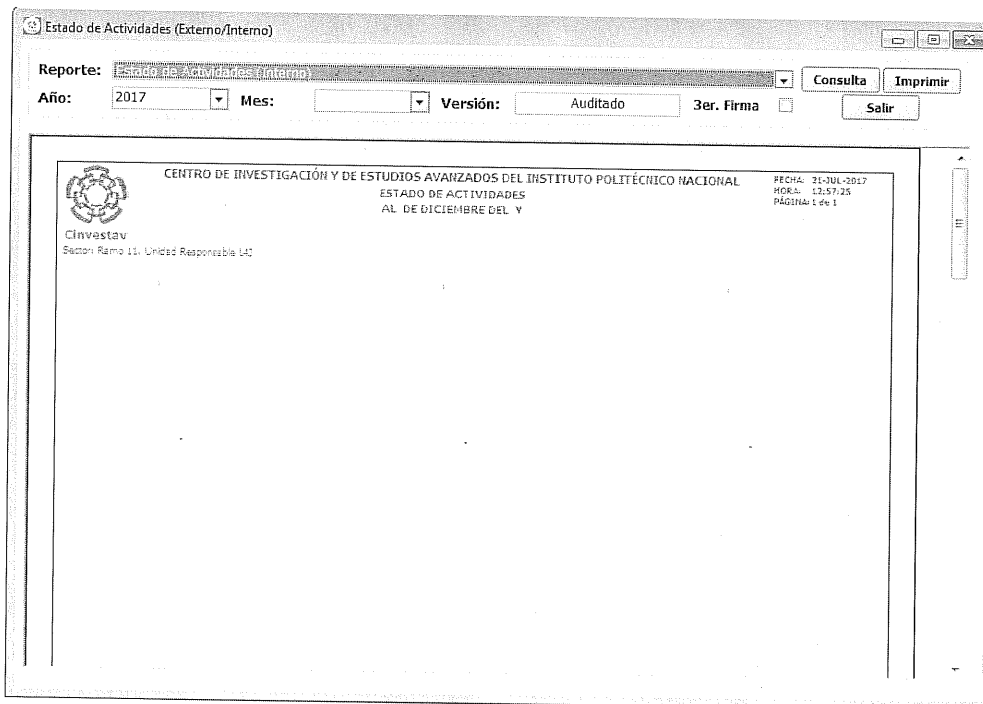 Estado de Actividades (Externo/Interno)
Reporte: Estado de Actividades (Interno) Consulta Imprimir
Año: 2017 Mes: Versión: Auditado 3er. Firma Salir
CENTRO DE INVESTIGACIÓN Y DE ESTUDIOS AVANZADOS DEL INSTITUTO POLITÉCNICO NACIONAL
ESTADO DE ACTIVIDADES
AL DE DICIEMBRE DEL Y
FECHA: 21-JUL-2017
HORA: 12:57:25
PÁGINA: 1 de 1
Cinvestav
Sector: Ramo 11, Unidad Responsable